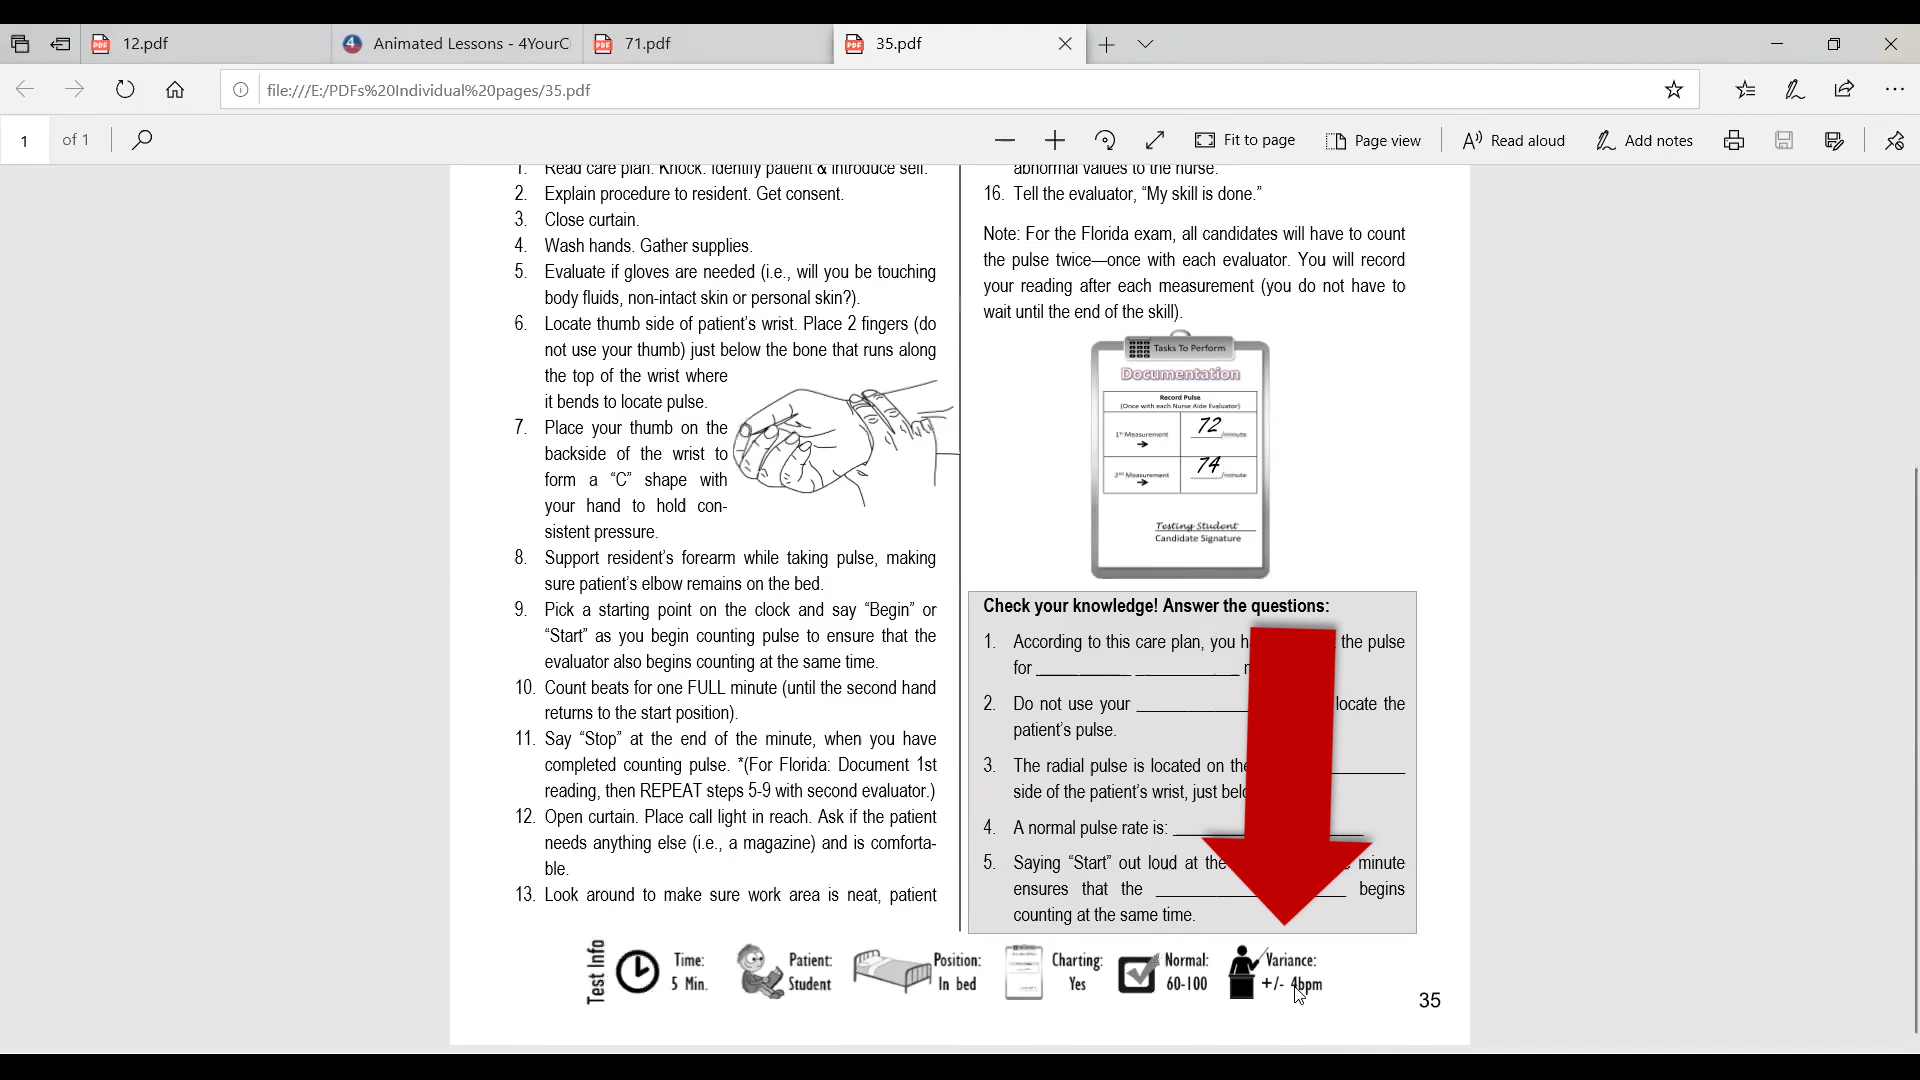 12.pdf
Animated Lessons - 4YourC
71.pdf
35.pdf
file:///E:/PDFs%20Individual%20pages/35.pdf
1 of 1
Fit to page
Page view
Read aloud
Add notes
1. Read care plan. Knock. Identify patient & introduce self.
2. Explain procedure to resident. Get consent.
3. Close curtain.
4. Wash hands. Gather supplies.
5. Evaluate if gloves are needed (i.e., will you be touching
body fluids, non-intact skin or personal skin?).
6. Locate thumb side of patient’s wrist. Place 2 fingers (do
not use your thumb) just below the bone that runs along
the top of the wrist where
it bends to locate pulse.
7. Place your thumb on the
backside of the wrist to
form a “C” shape with
your hand to hold con-
sistent pressure.
8. Support resident’s forearm while taking pulse, making
sure patient’s elbow remains on the bed.
9. Pick a starting point on the clock and say “Begin” or
“Start” as you begin counting pulse to ensure that the
evaluator also begins counting at the same time.
10. Count beats for one FULL minute (until the second hand
returns to the start position).
11. Say “Stop” at the end of the minute, when you have
completed counting pulse. *(For Florida: Document 1st
reading, then REPEAT steps 5-9 with second evaluator.)
12. Open curtain. Place call light in reach. Ask if the patient
needs anything else (i.e., a magazine) and is comforta-
ble.
13. Look around to make sure work area is neat, patient
abnormal values to the nurse.
16. Tell the evaluator, “My skill is done.”
Note: For the Florida exam, all candidates will have to count
the pulse twice—once with each evaluator. You will record
your reading after each measurement (you do not have to
wait until the end of the skill).
Tasks To Perform
Documentation
Record Pulse
(Once with each Nurse Aide Evaluator)
1st Measurement 72 /minute
2nd Measurement 74 /minute
Testing Student
Candidate Signature
Check your knowledge! Answer the questions:
1. According to this care plan, you the pulse
for ___________ ____________
2. Do not use your ____________ locate the
patient’s pulse.
3. The radial pulse is located on the _________
side of the patient’s wrist, just
4. A normal pulse rate is: ____________
5. Saying “Start” out loud at the minute
ensures that the ____________ begins
counting at the same time.
Test Info
Time:
5 Min.
Patient:
Student
Position:
In bed
Charting:
Yes
Normal:
60-100
Variance:
+/- 4bpm
35